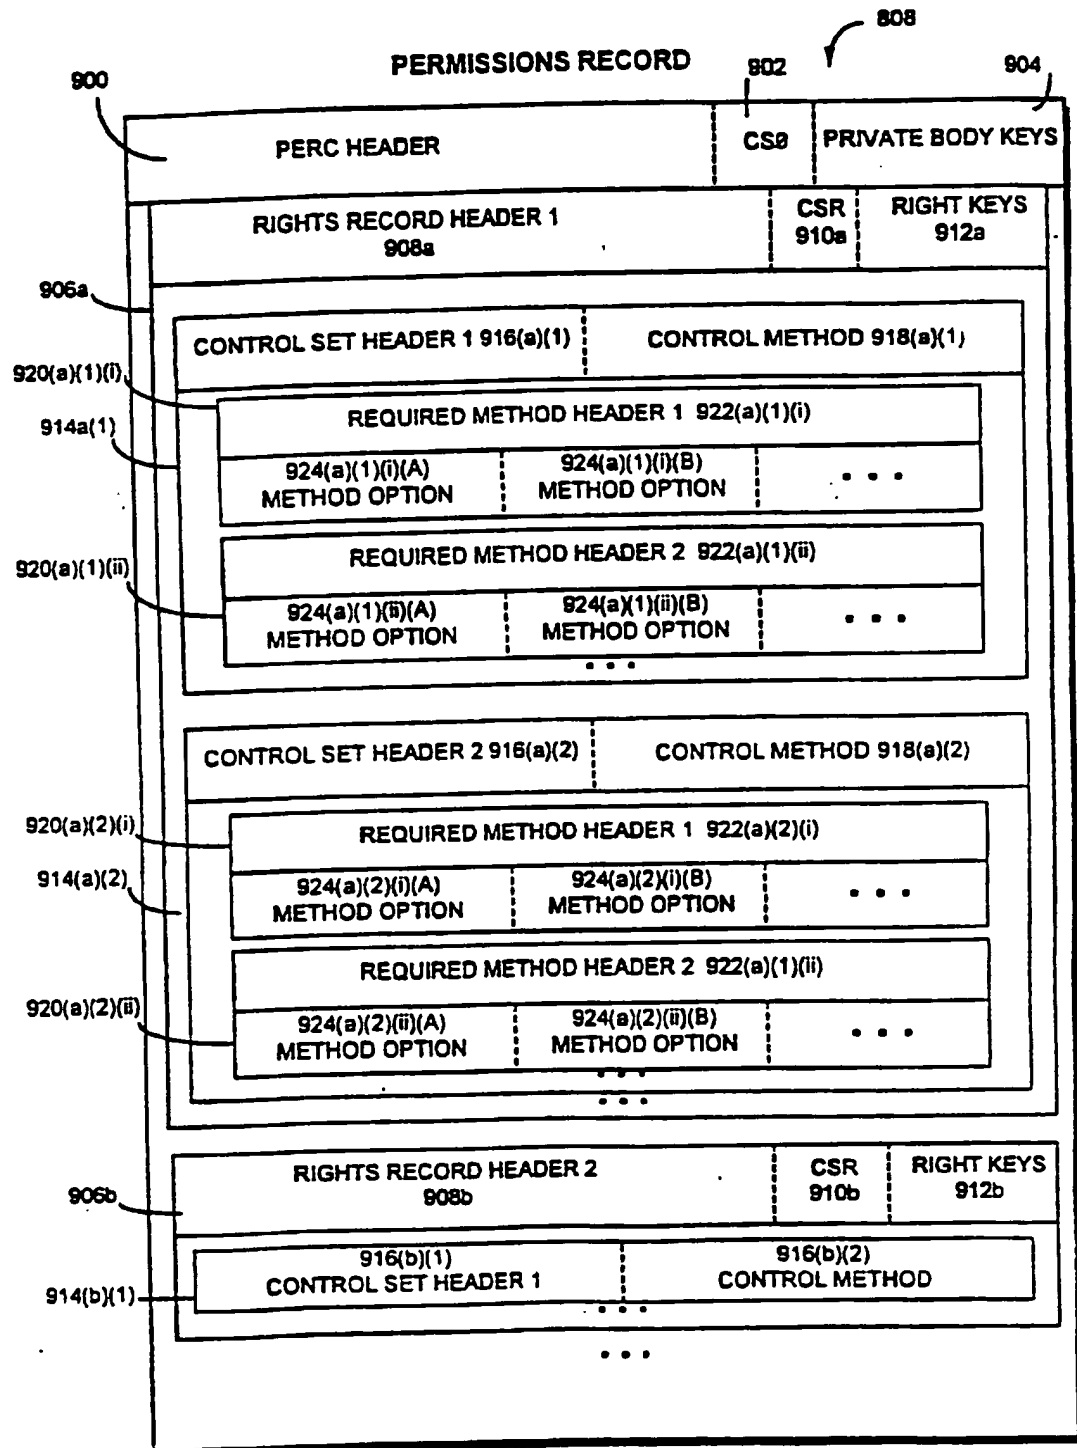 808
PERMISSIONS RECORD
900
902
904
PERC HEADER
CS0
PRIVATE BODY KEYS
RIGHTS RECORD HEADER 1
908a
CSR
910a
RIGHT KEYS
912a
906a
CONTROL SET HEADER 1 916(a)(1)
CONTROL METHOD 918(a)(1)
920(a)(1)(i)
REQUIRED METHOD HEADER 1 922(a)(1)(i)
914a(1)
924(a)(1)(i)(A)
METHOD OPTION
924(a)(1)(i)(B)
METHOD OPTION
• • •
REQUIRED METHOD HEADER 2 922(a)(1)(ii)
920(a)(1)(ii)
924(a)(1)(ii)(A)
METHOD OPTION
924(a)(1)(ii)(B)
METHOD OPTION
• • •
• • •
CONTROL SET HEADER 2 916(a)(2)
CONTROL METHOD 918(a)(2)
920(a)(2)(i)
REQUIRED METHOD HEADER 1 922(a)(2)(i)
914(a)(2)
924(a)(2)(i)(A)
METHOD OPTION
924(a)(2)(i)(B)
METHOD OPTION
• • •
REQUIRED METHOD HEADER 2 922(a)(1)(ii)
920(a)(2)(ii)
924(a)(2)(ii)(A)
METHOD OPTION
924(a)(2)(ii)(B)
METHOD OPTION
• • •
• • •
• • •
906b
RIGHTS RECORD HEADER 2
908b
CSR
910b
RIGHT KEYS
912b
914(b)(1)
916(b)(1)
CONTROL SET HEADER 1
916(b)(2)
CONTROL METHOD
• • •
• • •